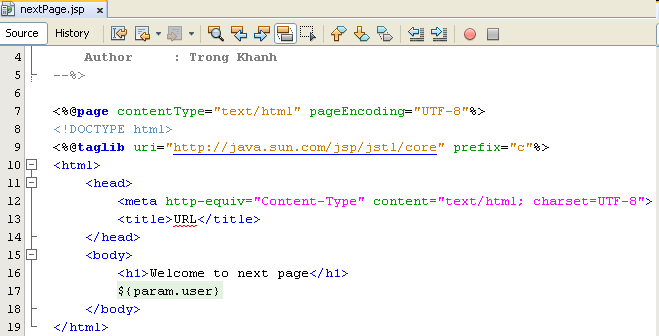 nextPage.jsp
Source History
4 Author : Trong Khanh
5 --%>
6
7 <%@page contentType="text/html" pageEncoding="UTF-8"%>
8 <!DOCTYPE html>
9 <%@taglib uri="http://java.sun.com/jsp/jstl/core" prefix="c"%>
10 <html>
11 <head>
12 <meta http-equiv="Content-Type" content="text/html; charset=UTF-8">
13 <title>URL</title>
14 </head>
15 <body>
16 <h1>Welcome to next page</h1>
17 ${param.user}
18 </body>
19 </html>